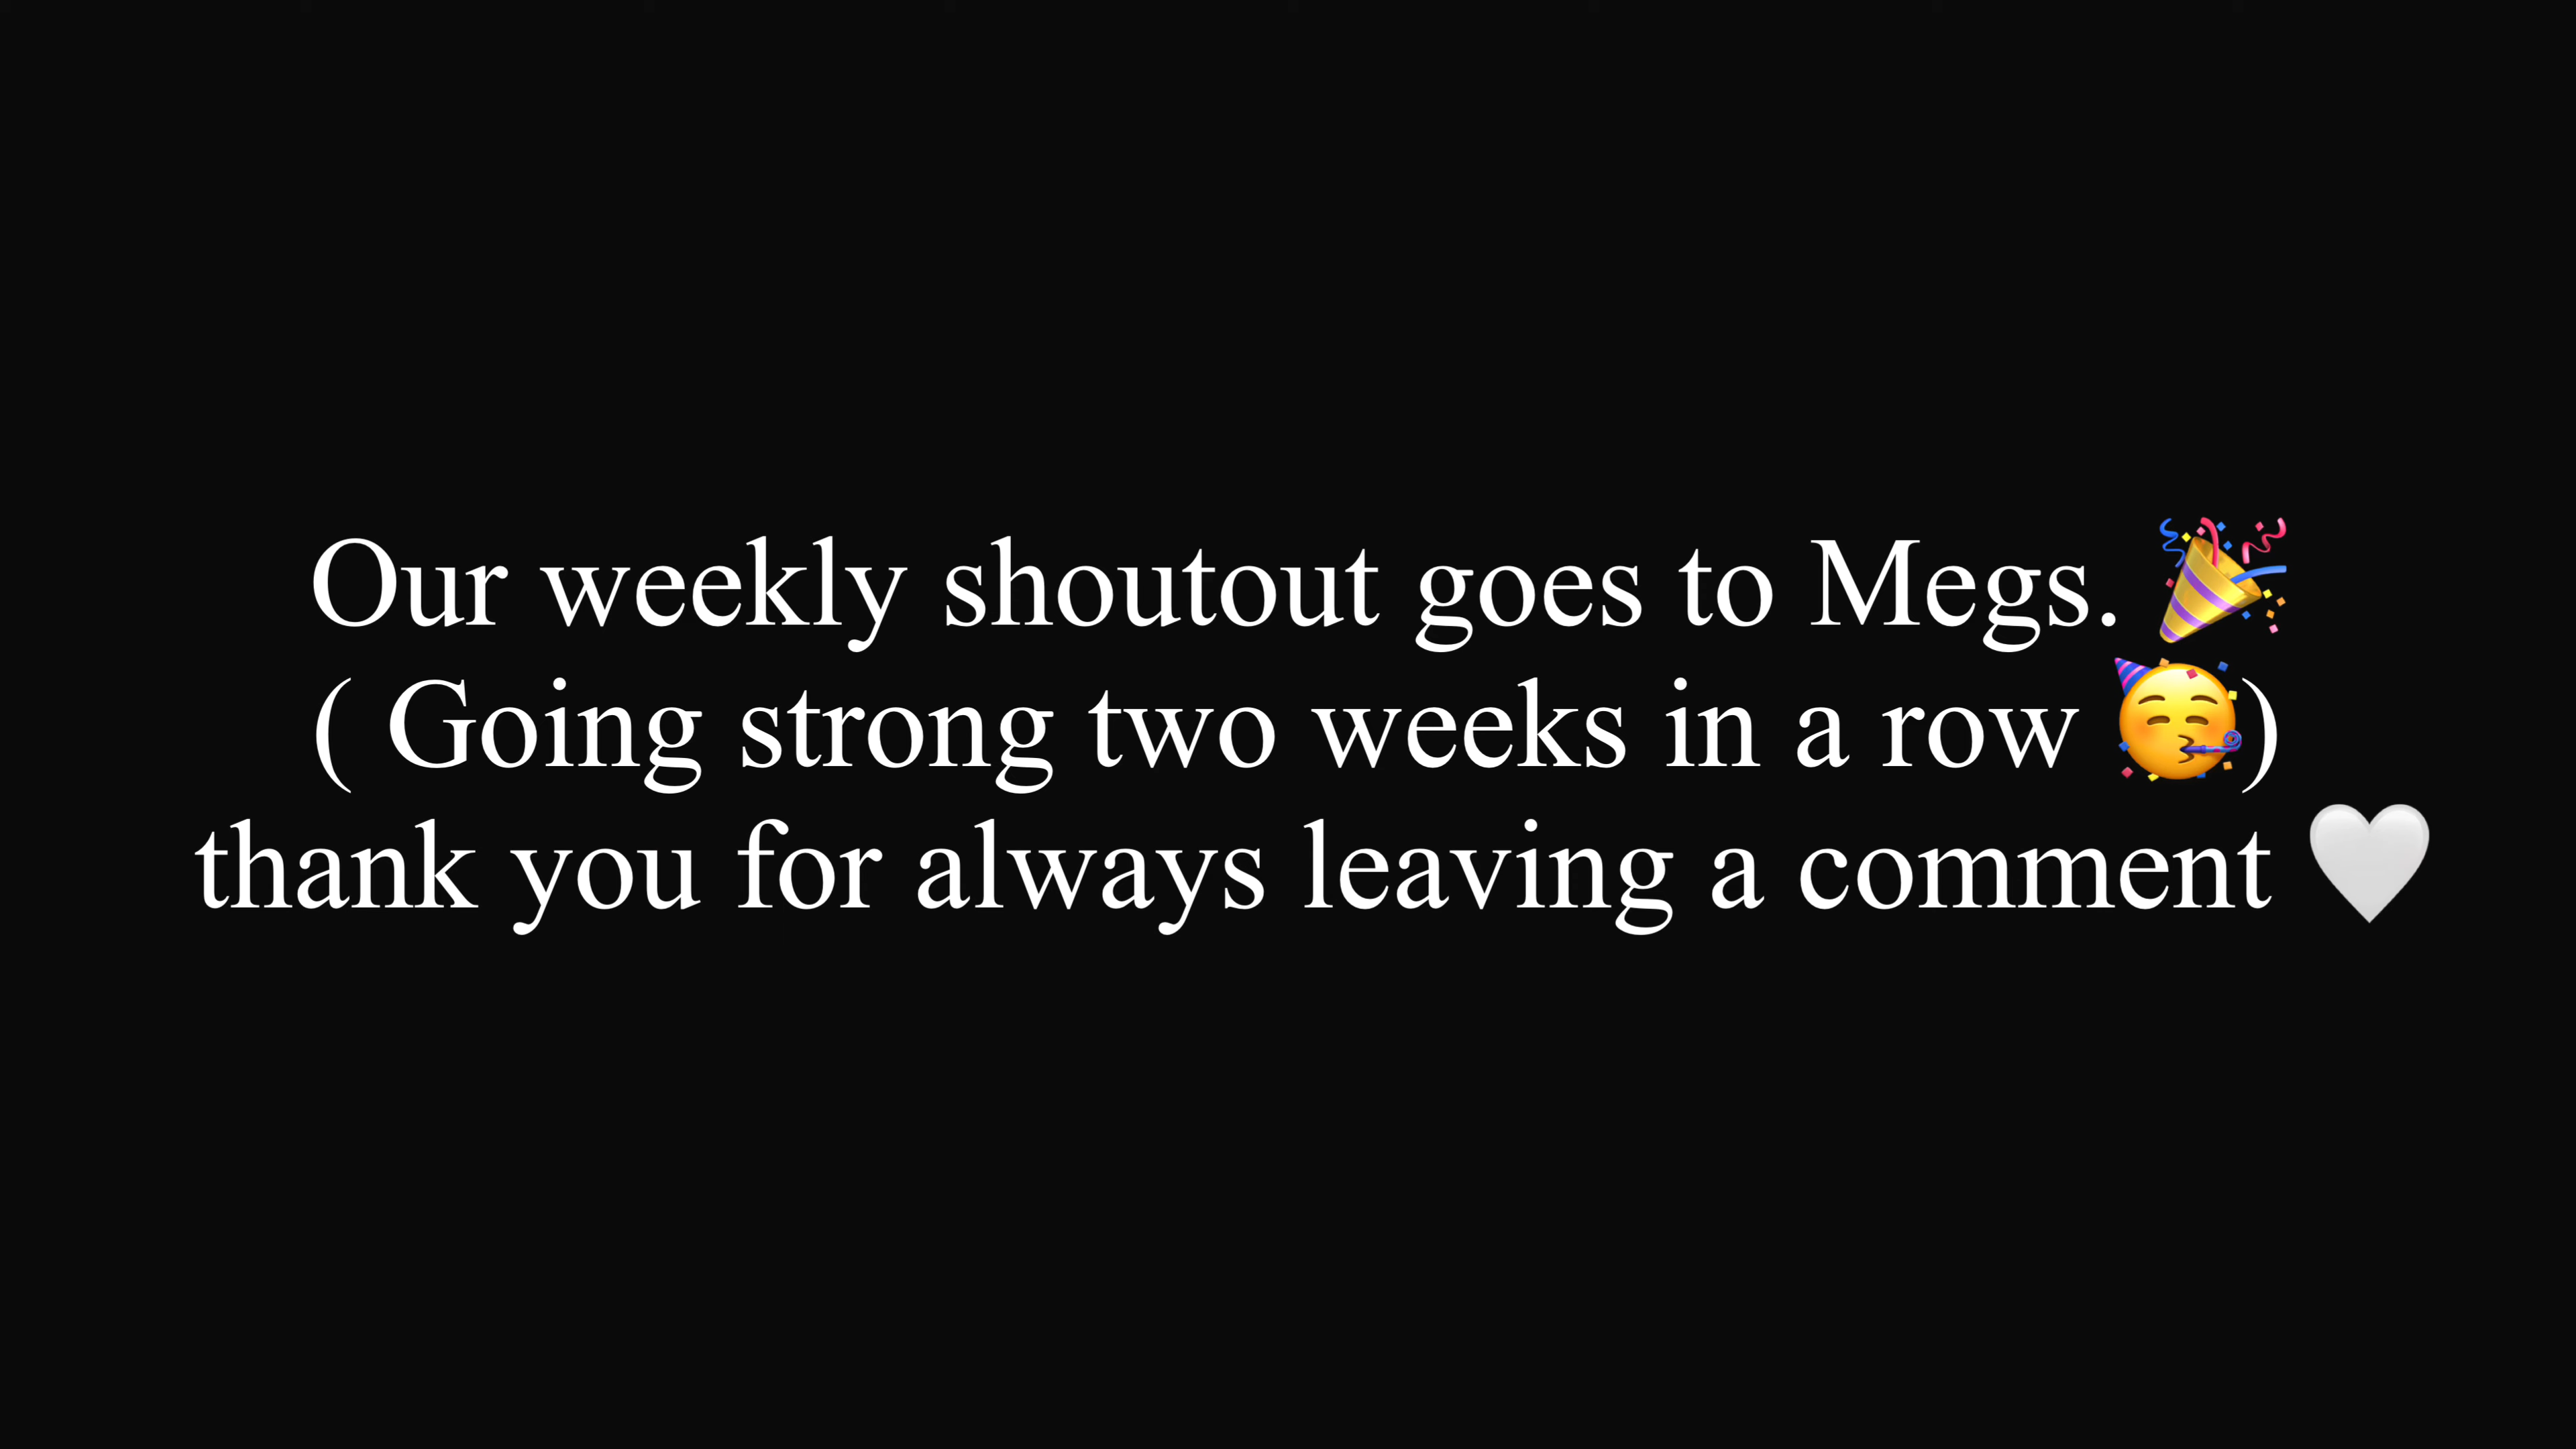 Our weekly shoutout goes to Megs. 🎉
( Going strong two weeks in a row 🥳)
thank you for always leaving a comment 🤍